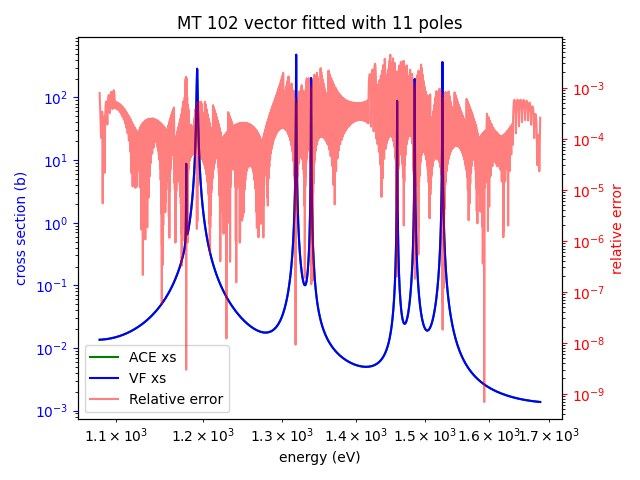 MT 102 vector fitted with 11 poles
10²
10¹
10⁰
10⁻¹
10⁻²
10⁻³
cross section (b)
10⁻³
10⁻⁴
10⁻⁵
10⁻⁶
10⁻⁷
10⁻⁸
10⁻⁹
relative error
ACE xs
VF xs
Relative error
1.1 × 10³ 1.2 × 10³ 1.3 × 10³ 1.4 × 10³ 1.5 × 10³ 1.6 × 10³ 1.7 × 10³
energy (eV)